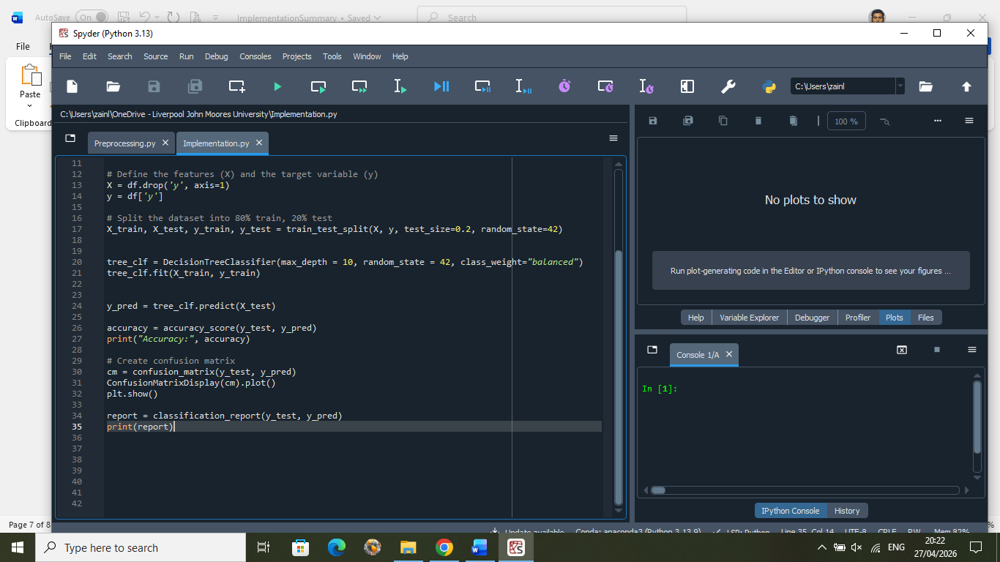 AutoSave On ImplementationSummary • Saved Search
File
Paste
Clipboard
Page 7 of 8
Spyder (Python 3.13)
File Edit Search Source Run Debug Consoles Projects Tools Window Help
C:\Users\zainl
C:\Users\zainl\OneDrive - Liverpool John Moores University\Implementation.py
Preprocessing.py Implementation.py
11
12 # Define the features (X) and the target variable (y)
13 X = df.drop('y', axis=1)
14 y = df['y']
15
16 # Split the dataset into 80% train, 20% test
17 X_train, X_test, y_train, y_test = train_test_split(X, y, test_size=0.2, random_state=42)
18
19
20 tree_clf = DecisionTreeClassifier(max_depth = 10, random_state = 42, class_weight="balanced")
21 tree_clf.fit(X_train, y_train)
22
23
24 y_pred = tree_clf.predict(X_test)
25
26 accuracy = accuracy_score(y_test, y_pred)
27 print("Accuracy:", accuracy)
28
29 # Create confusion matrix
30 cm = confusion_matrix(y_test, y_pred)
31 ConfusionMatrixDisplay(cm).plot()
32 plt.show()
33
34 report = classification_report(y_test, y_pred)
35 print(report)
36
37
38
39
40
41
42
100 %
No plots to show
Run plot-generating code in the Editor or IPython console to see your figures ...
Help Variable Explorer Debugger Profiler Plots Files
Console 1/A
In [1]:
IPython Console History
Update available Conda: anaconda3 (Python 3.13.9) LSP: Python Line 35, Col 14 UTF-8 CRLF RW Mem 82%
Type here to search
ENG
20:22
27/04/2026